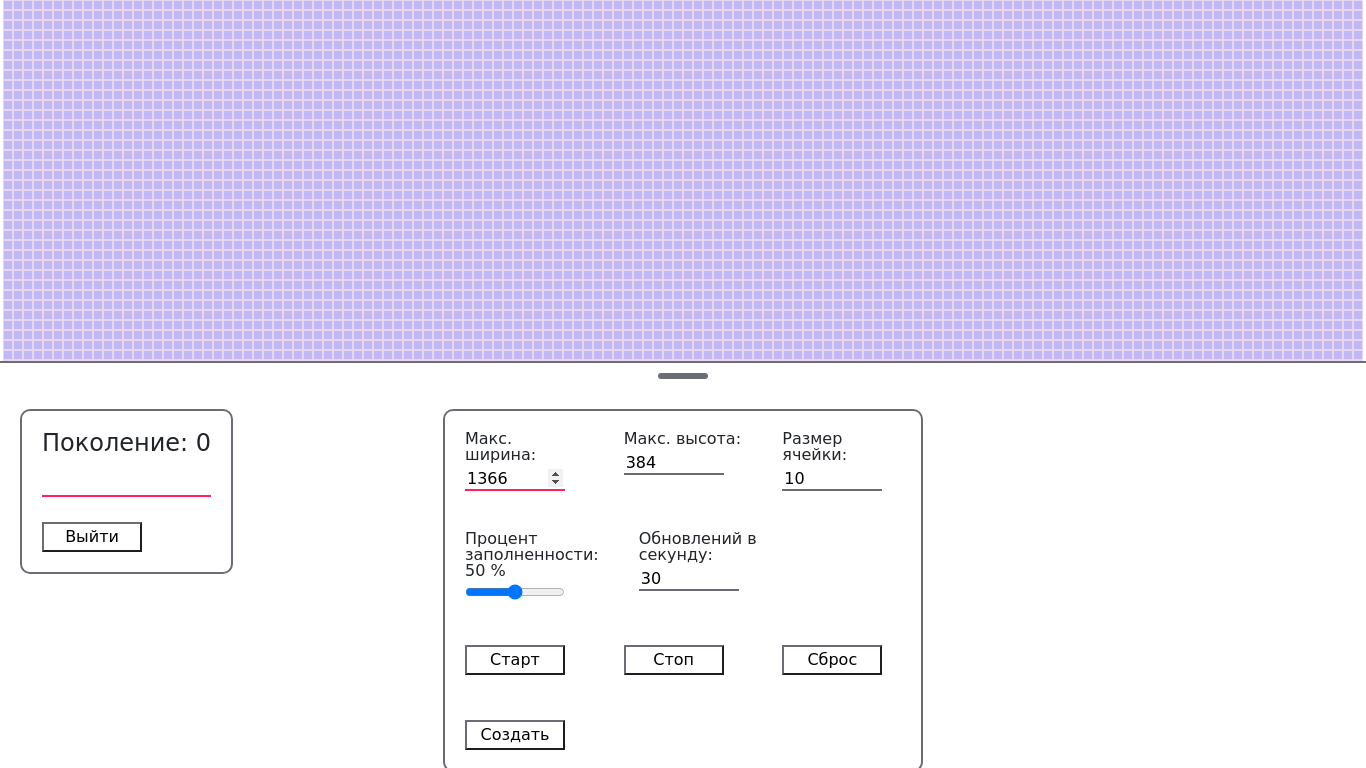 Поколение: 0
Выйти
Макс.
ширина:
1366
Макс. высота:
384
Размер
ячейки:
10
Процент
заполненности:
50 %
Обновлений в
секунду:
30
Старт
Стоп
Сброс
Создать